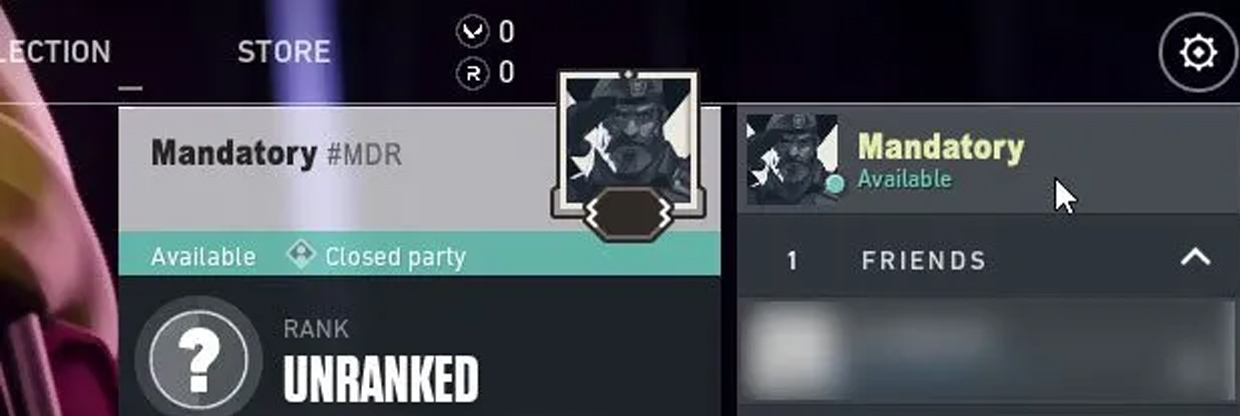 LECTION
STORE
0
R 0
Mandatory #MDR
Mandatory
Available
Available
Closed party
1 FRIENDS
RANK
UNRANKED
?